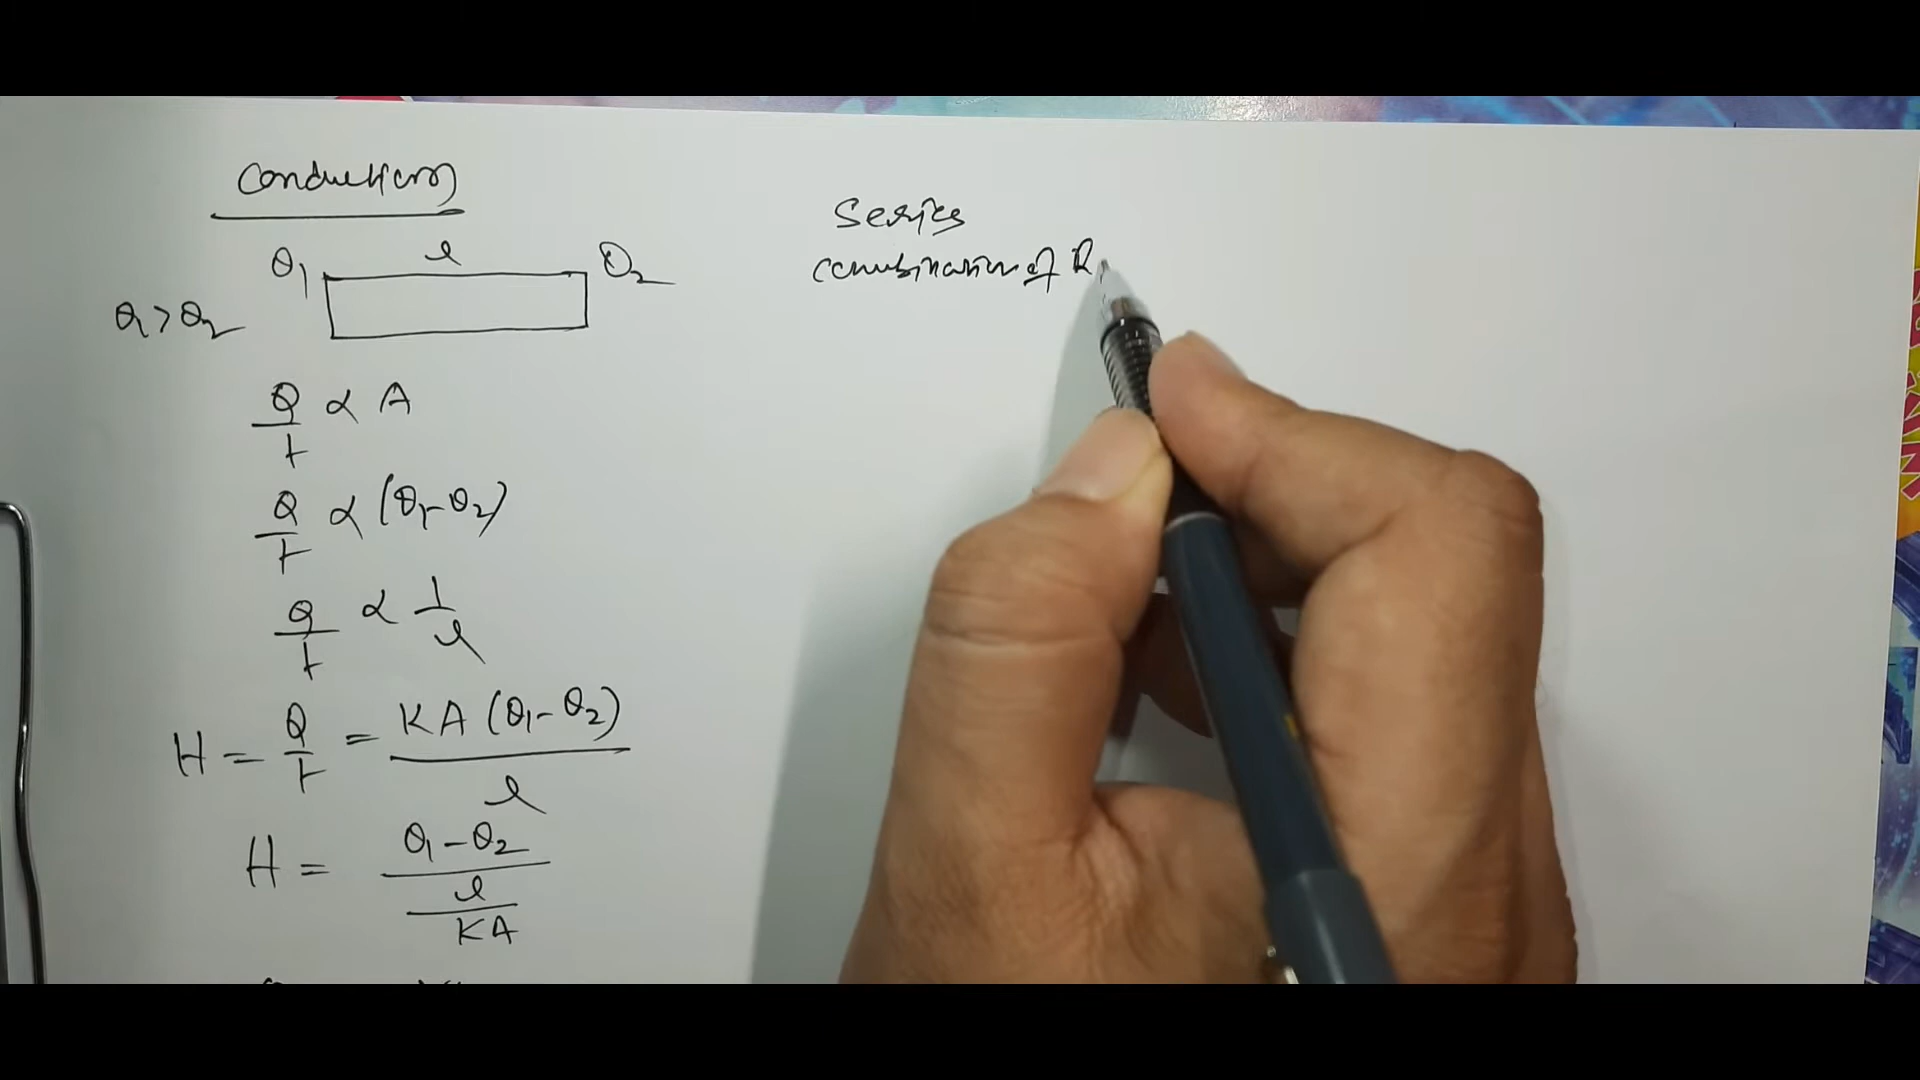 Conduction
θ₁ l θ₂
θ₁ > θ₂
Q/t ∝ A
Q/t ∝ (θ₁-θ₂)
Q/t ∝ 1/l
H = Q/t = KA(θ₁-θ₂)/l
H = (θ₁-θ₂)/(l/KA)
Series
combination of R